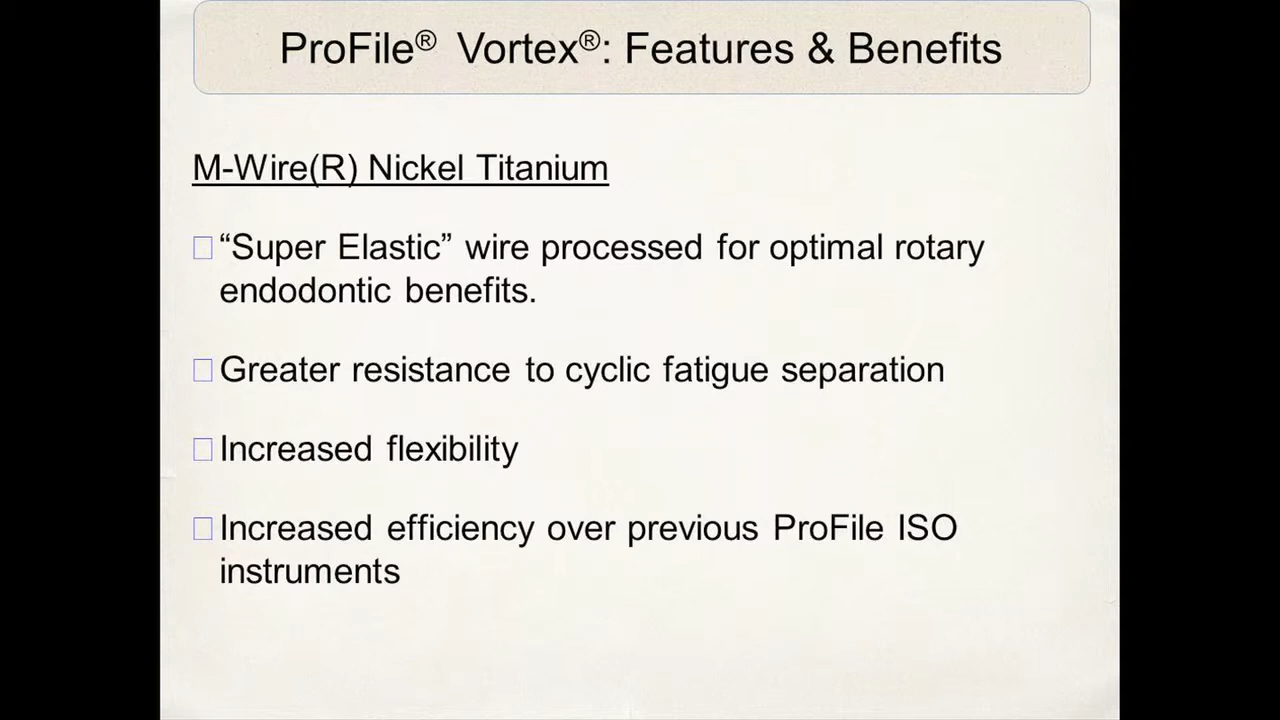 ProFile® Vortex®: Features & Benefits
M-Wire(R) Nickel Titanium
“Super Elastic” wire processed for optimal rotary
endodontic benefits.
Greater resistance to cyclic fatigue separation
Increased flexibility
Increased efficiency over previous ProFile ISO
instruments